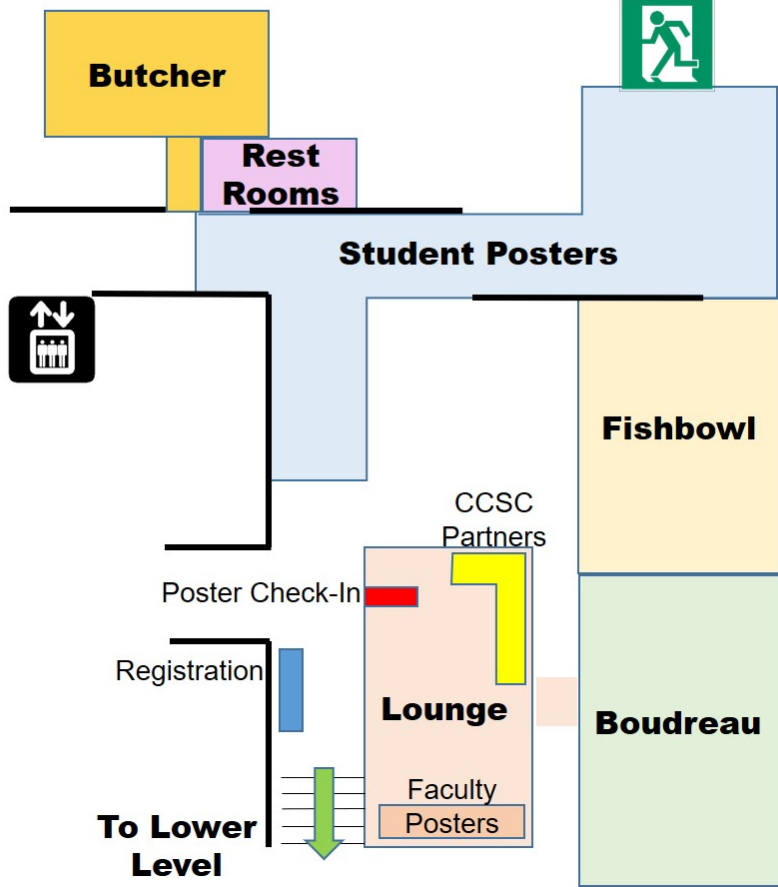 Butcher
Rest
Rooms
Student Posters
Fishbowl
CCSC
Partners
Poster Check-In
Registration
Lounge
Boudreau
Faculty
Posters
To Lower
Level